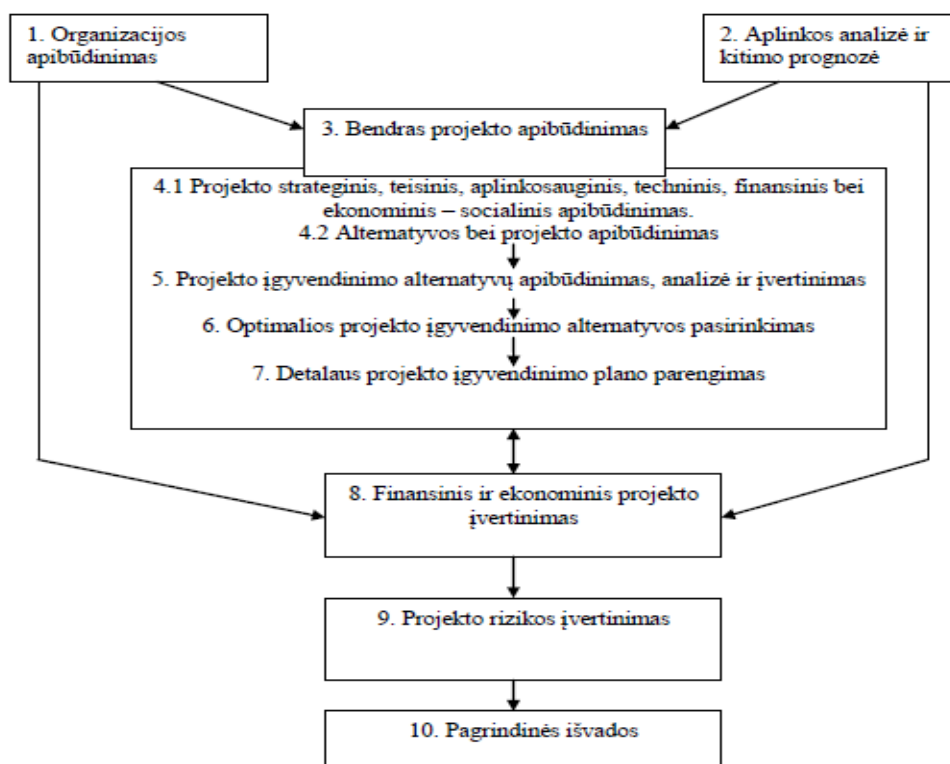 1. Organizacijos
apibūdinimas
2. Aplinkos analizė ir
kitimo prognozė
3. Bendras projekto apibūdinimas
4.1 Projekto strateginis, teisinis, aplinkosauginis, techninis, finansinis bei
ekonominis – socialinis apibūdinimas.
4.2 Alternatyvos bei projekto apibūdinimas
5. Projekto įgyvendinimo alternatyvų apibūdinimas, analizė ir įvertinimas
6. Optimalios projekto įgyvendinimo alternatyvos pasirinkimas
7. Detalaus projekto įgyvendinimo plano parengimas
8. Finansinis ir ekonominis projekto
įvertinimas
9. Projekto rizikos įvertinimas
10. Pagrindinės išvados